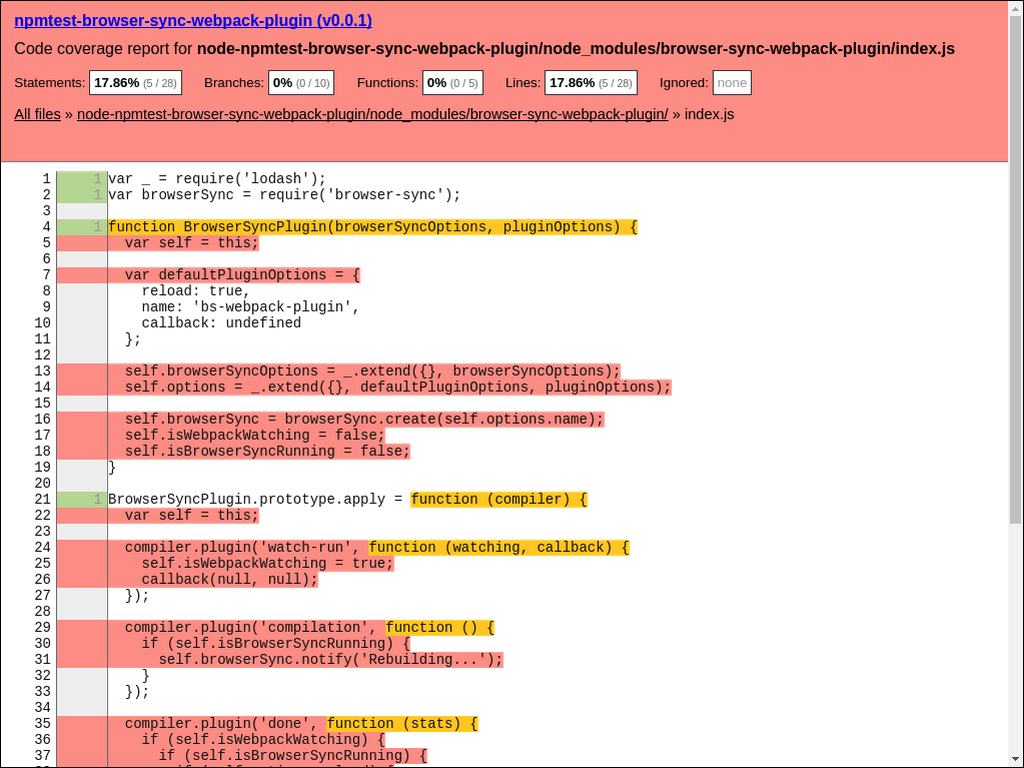 npmtest-browser-sync-webpack-plugin (v0.0.1)
Code coverage report for node-npmtest-browser-sync-webpack-plugin/node_modules/browser-sync-webpack-plugin/index.js
Statements: 17.86% (5 / 28) Branches: 0% (0 / 10) Functions: 0% (0 / 5) Lines: 17.86% (5 / 28) Ignored: none
All files » node-npmtest-browser-sync-webpack-plugin/node_modules/browser-sync-webpack-plugin/ » index.js
1 1 var _ = require('lodash');
2 1 var browserSync = require('browser-sync');
3
4 1 function BrowserSyncPlugin(browserSyncOptions, pluginOptions) {
5 var self = this;
6
7 var defaultPluginOptions = {
8 reload: true,
9 name: 'bs-webpack-plugin',
10 callback: undefined
11 };
12
13 self.browserSyncOptions = _.extend({}, browserSyncOptions);
14 self.options = _.extend({}, defaultPluginOptions, pluginOptions);
15
16 self.browserSync = browserSync.create(self.options.name);
17 self.isWebpackWatching = false;
18 self.isBrowserSyncRunning = false;
19 }
20
21 1 BrowserSyncPlugin.prototype.apply = function (compiler) {
22 var self = this;
23
24 compiler.plugin('watch-run', function (watching, callback) {
25 self.isWebpackWatching = true;
26 callback(null, null);
27 });
28
29 compiler.plugin('compilation', function () {
30 if (self.isBrowserSyncRunning) {
31 self.browserSync.notify('Rebuilding...');
32 }
33 });
34
35 compiler.plugin('done', function (stats) {
36 if (self.isWebpackWatching) {
37 if (self.isBrowserSyncRunning) {